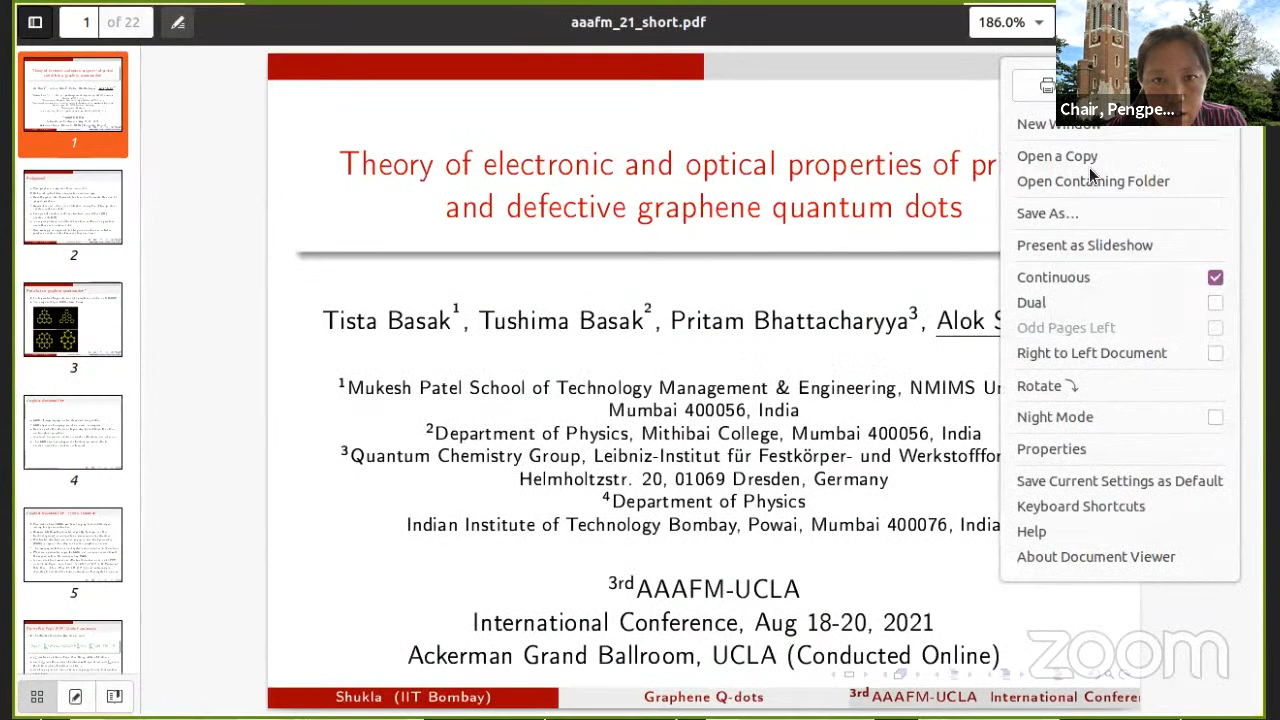 1 of 22
aaafm_21_short.pdf
186.0%
Chair, Pengpe...
New Window
Open a Copy
Open Containing Folder
Save As...
Present as Slideshow
Continuous
Dual
Odd Pages Left
Right to Left Document
Rotate
Night Mode
Properties
Save Current Settings as Default
Keyboard Shortcuts
Help
About Document Viewer
1
2
3
4
5
Theory of electronic and optical properties of pri
and defective graphene quantum dots
Tista Basak1, Tushima Basak2, Pritam Bhattacharyya3, Alok S
1Mukesh Patel School of Technology Management & Engineering, NMIMS Un
Mumbai 400056, India
2Department of Physics, Mithibai College, Mumbai 400056, India
3Quantum Chemistry Group, Leibniz-Institut für Festkörper- und Werkstofffor
Helmholtzstr. 20, 01069 Dresden, Germany
4Department of Physics
Indian Institute of Technology Bombay, Powai, Mumbai 400076, India
3rdAAAFM-UCLA
International Conference, Aug 18-20, 2021
Ackerman Grand Ballroom, UCLA (Conducted Online)
Shukla (IIT Bombay) Graphene Q-dots 3rdAAAFM-UCLA International Confere
zoom